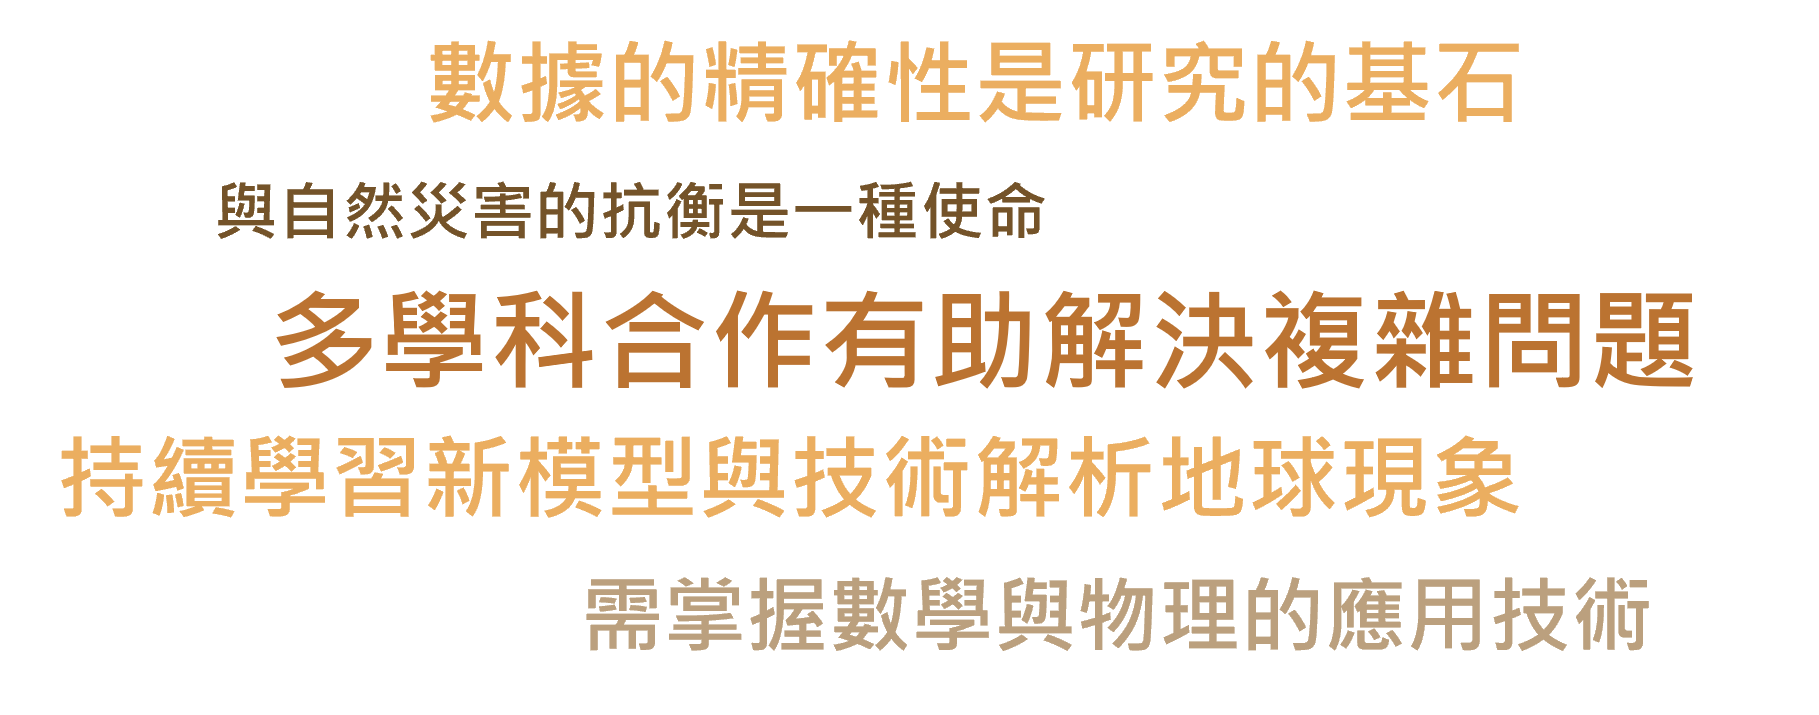 數據的精確性是研究的基石
與自然災害的抗衡是一種使命
多學科合作有助解決複雜問題
持續學習新模型與技術解析地球現象
需掌握數學與物理的應用技術